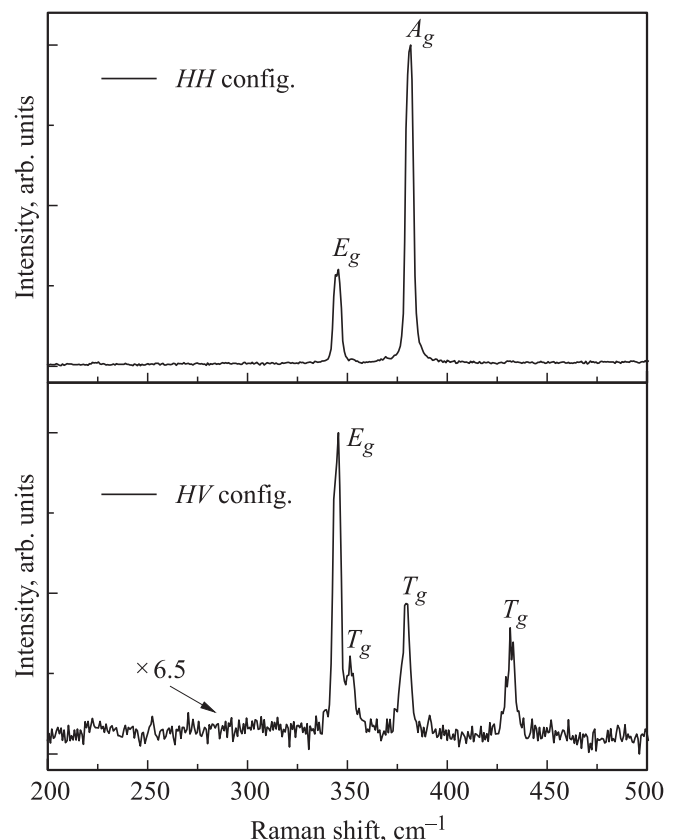 A_g
HH config.
E_g
Intensity, arb. units
E_g
HV config.
T_g
T_g
T_g
× 6.5
Intensity, arb. units
200 250 300 350 400 450 500
Raman shift, cm⁻¹